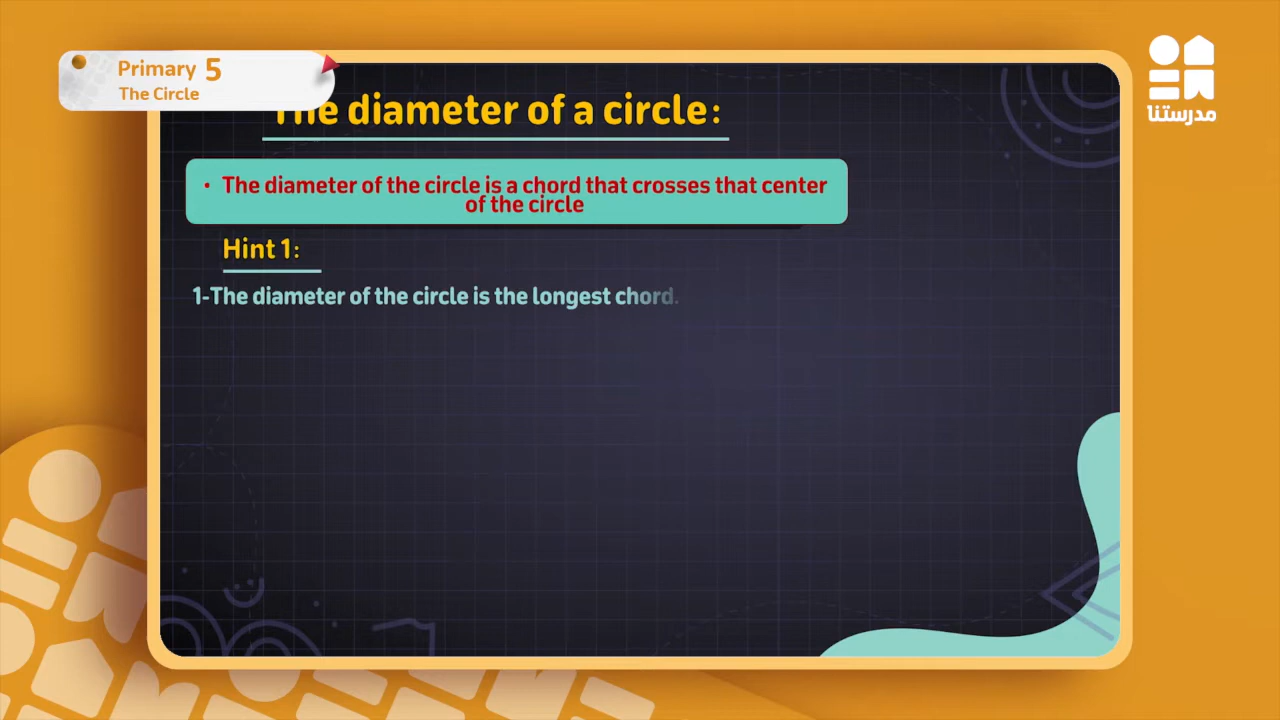 Primary 5
The Circle
مدرستنا
The diameter of a circle:
• The diameter of the circle is a chord that crosses that center
of the circle
Hint 1:
1-The diameter of the circle is the longest chord.